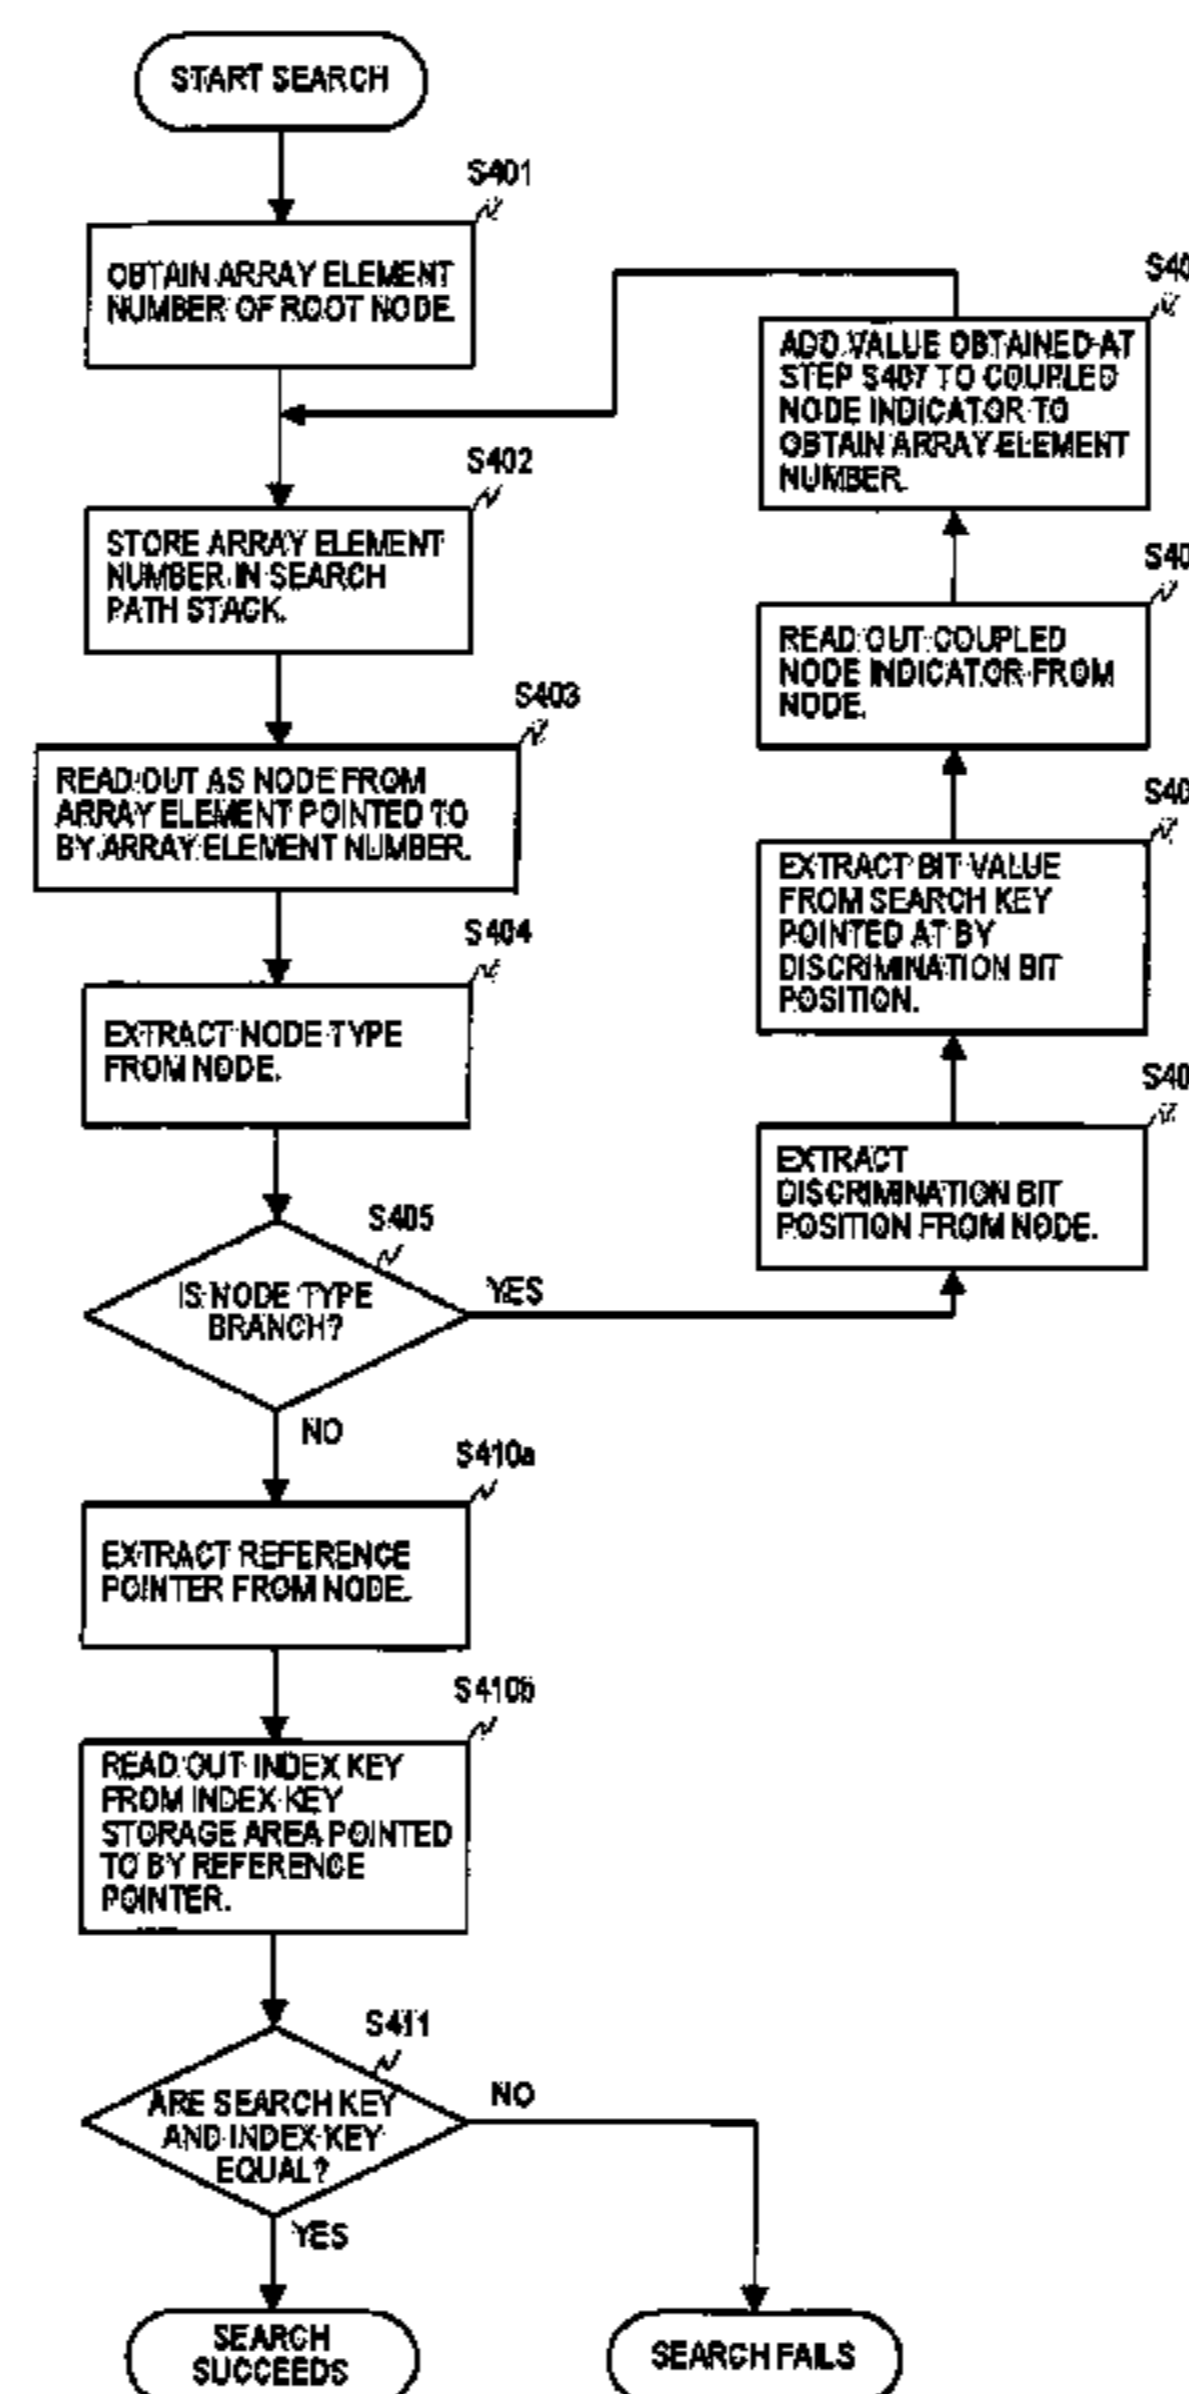 START SEARCH
S401
OBTAIN ARRAY ELEMENT
NUMBER OF ROOT NODE.
S402
STORE ARRAY ELEMENT
NUMBER IN SEARCH
PATH STACK.
S403
READ OUT AS NODE FROM
ARRAY ELEMENT POINTED TO
BY ARRAY ELEMENT NUMBER.
S404
EXTRACT NODE TYPE
FROM NODE.
S405
IS NODE TYPE
BRANCH?
YES
NO
S40
EXTRACT
DISCRIMINATION BIT
POSITION FROM NODE.
S40
EXTRACT BIT VALUE
FROM SEARCH KEY
POINTED AT BY
DISCRIMINATION BIT
POSITION.
S40
READ OUT COUPLED
NODE INDICATOR FROM
NODE.
S40
ADD VALUE OBTAINED AT
STEP S407 TO COUPLED
NODE INDICATOR TO
OBTAIN ARRAY ELEMENT
NUMBER.
S410a
EXTRACT REFERENCE
POINTER FROM NODE.
S410b
READ OUT INDEX KEY
FROM INDEX KEY
STORAGE AREA POINTED
TO BY REFERENCE
POINTER.
S411
ARE SEARCH KEY
AND INDEX KEY
EQUAL?
NO
YES
SEARCH
SUCCEEDS
SEARCH FAILS